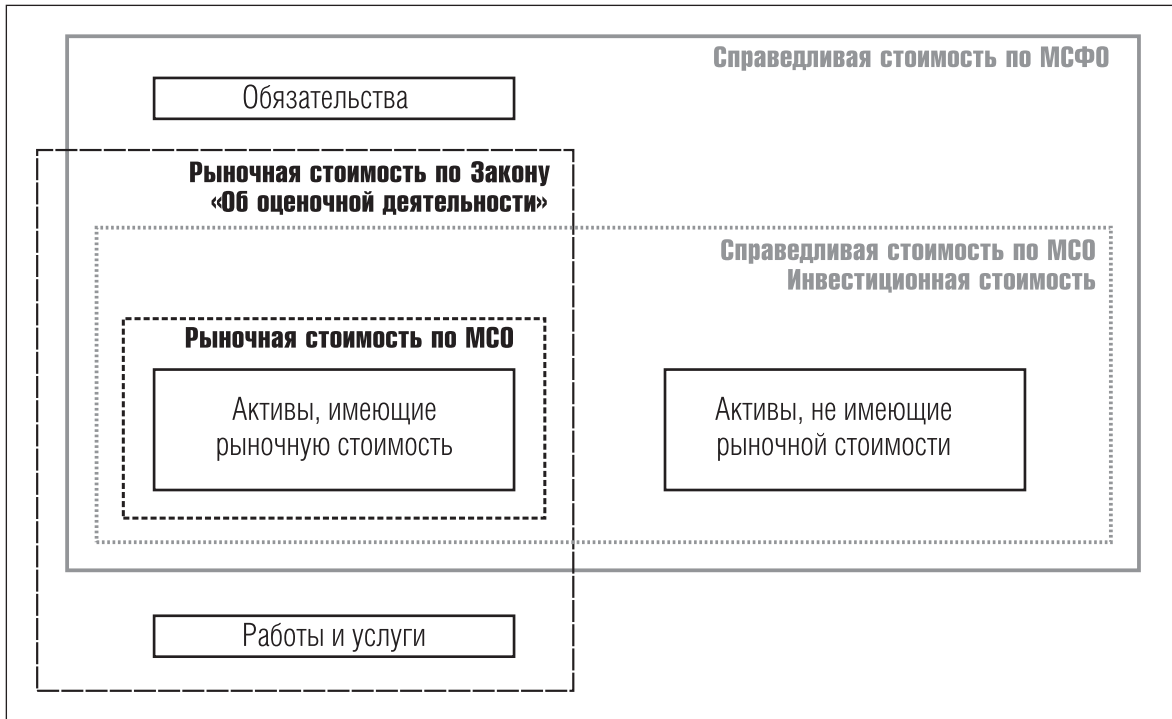 Справедливая стоимость по МСФО
Обязательства
Рыночная стоимость по Закону
«Об оценочной деятельности»
Справедливая стоимость по МСО
Инвестиционная стоимость
Рыночная стоимость по МСО
Активы, имеющие
рыночную стоимость
Активы, не имеющие
рыночной стоимости
Работы и услуги